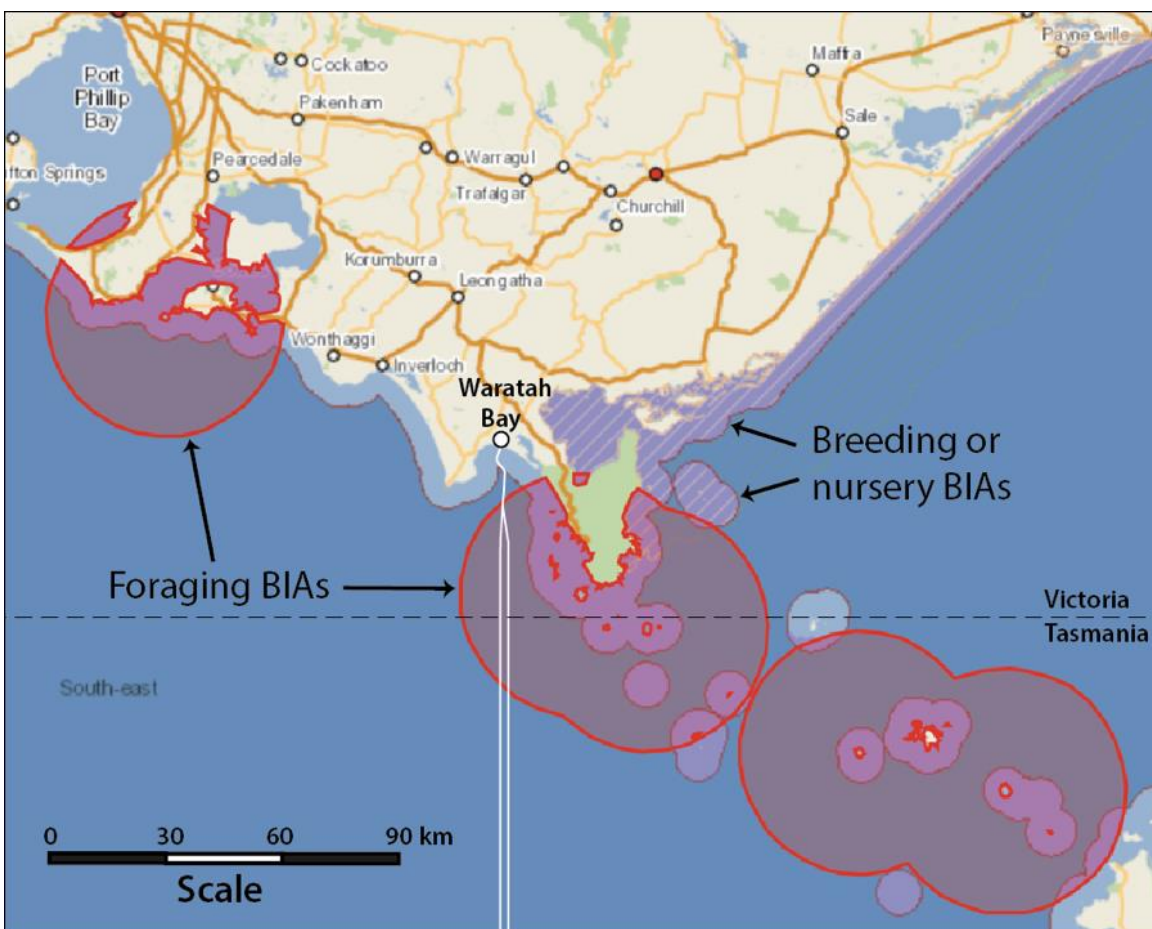 Port
Phillip
Bay
Cockatoo
Pakenham
Maffra
Paynesville
Sale
Pearcedale
ifton Springs
Warragul
Trafalgar
Churchill
Korumburra
Leongatha
Wonthaggi
Inverloch
Waratah
Bay
Breeding or
nursery BIAs
Foraging BIAs
Victoria
Tasmania
South-east
0 30 60 90 km
Scale